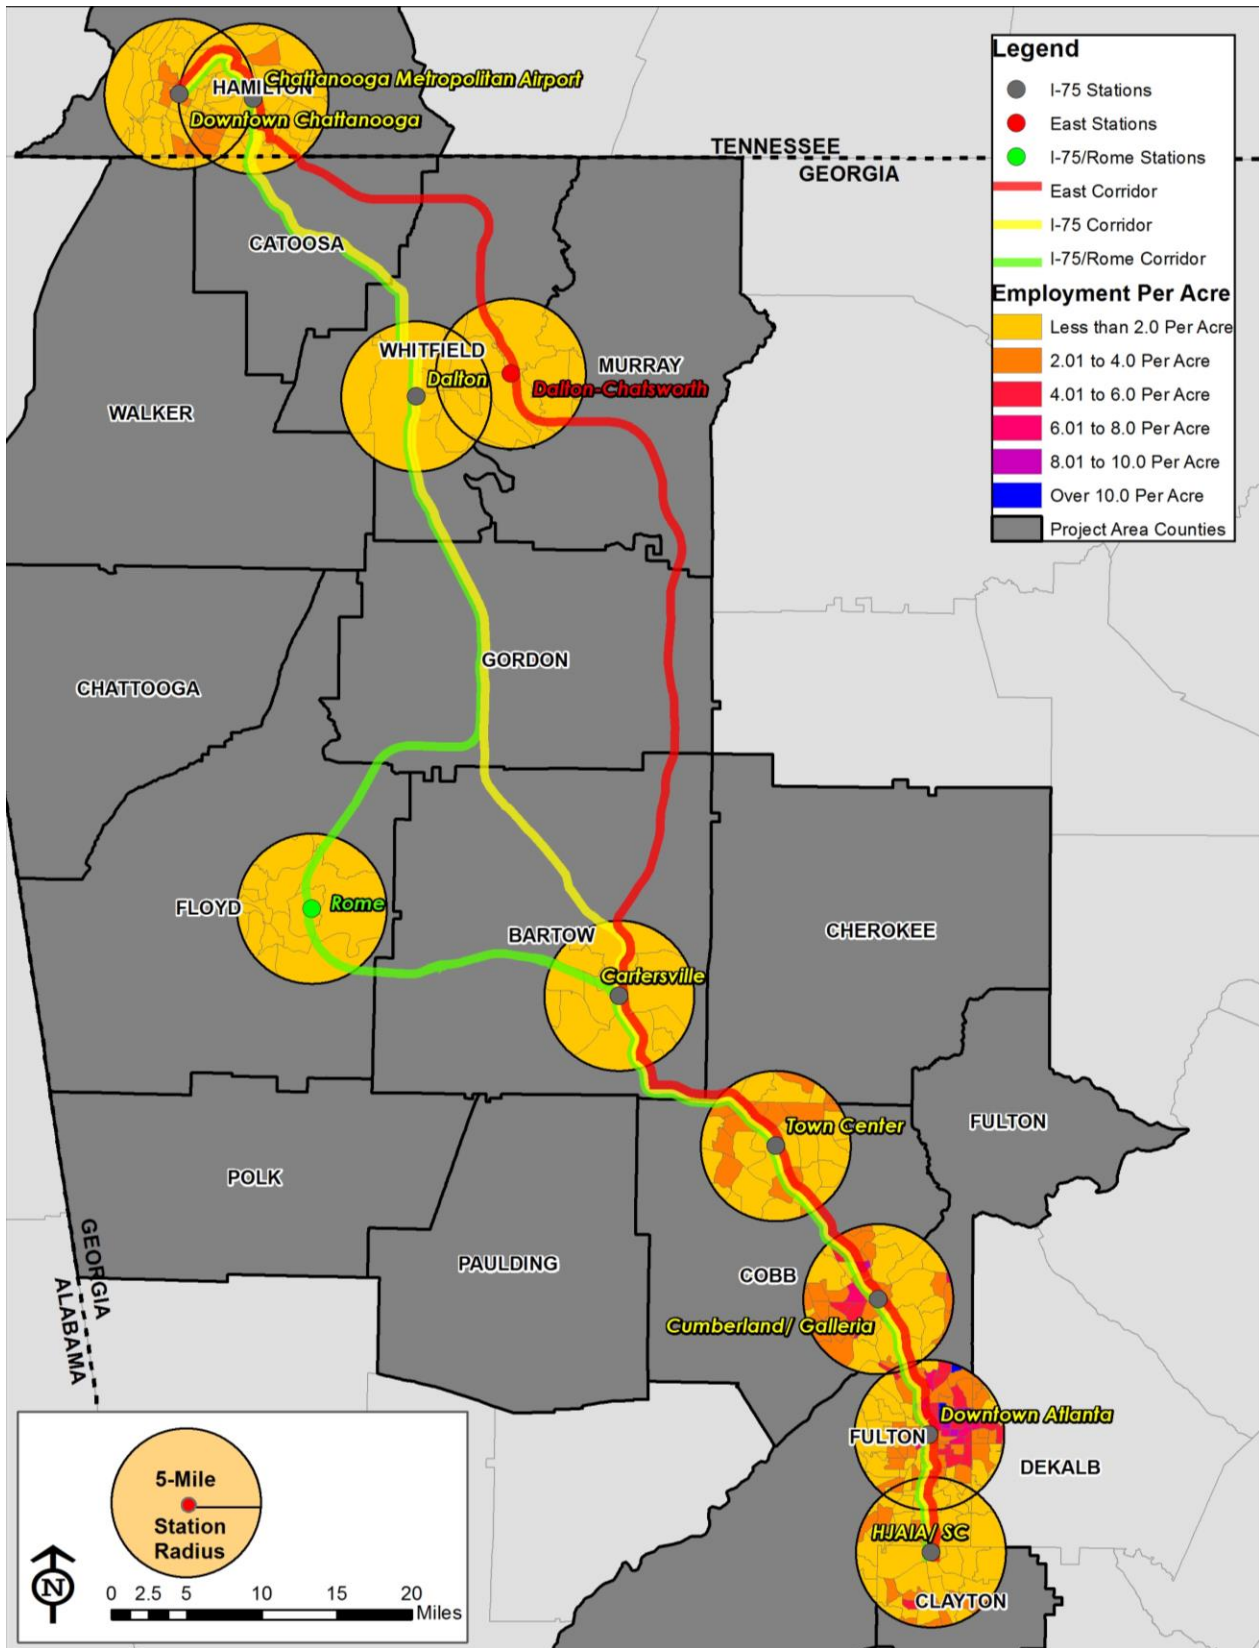 Legend
I-75 Stations
East Stations
I-75/Rome Stations
East Corridor
I-75 Corridor
I-75/Rome Corridor
Employment Per Acre
Less than 2.0 Per Acre
2.01 to 4.0 Per Acre
4.01 to 6.0 Per Acre
6.01 to 8.0 Per Acre
8.01 to 10.0 Per Acre
Over 10.0 Per Acre
Project Area Counties
Chattanooga Metropolitan Airport
HAMILTON
Downtown Chattanooga
TENNESSEE
GEORGIA
CATOOSA
WHITFIELD
MURRAY
Dalton
Dalton-Chatsworth
WALKER
GORDON
CHATTOOGA
FLOYD
Rome
BARTOW
CHEROKEE
Cartersville
Town Center
FULTON
POLK
PAULDING
COBB
GEORGIA
ALABAMA
Cumberland/ Galleria
Downtown Atlanta
FULTON
DEKALB
HJAIA/ SC
CLAYTON
5-Mile
Station
Radius
N
0 2.5 5 10 15 20
Miles